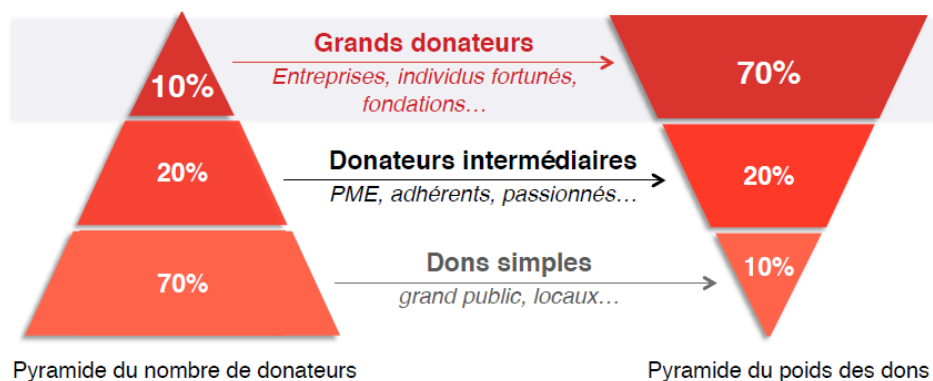 Grands donateurs
10%
Entreprises, individus fortunés,
fondations…
70%
Donateurs intermédiaires
20%
PME, adhérents, passionnés…
20%
Dons simples
70%
grand public, locaux…
10%
Pyramide du nombre de donateurs
Pyramide du poids des dons